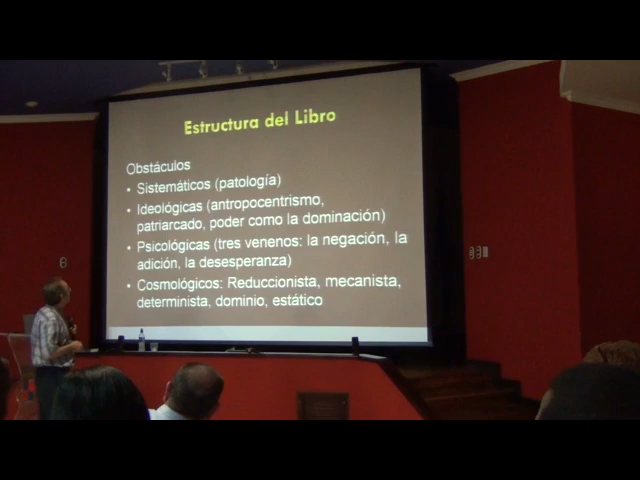 Estructura del Libro
Obstáculos
• Sistemáticos (patología)
• Ideológicas (antropocentrismo,
patriarcado, poder como la dominación)
• Psicológicas (tres venenos: la negación, la
adición, la desesperanza)
• Cosmológicos: Reduccionista, mecanista,
determinista, dominio, estático